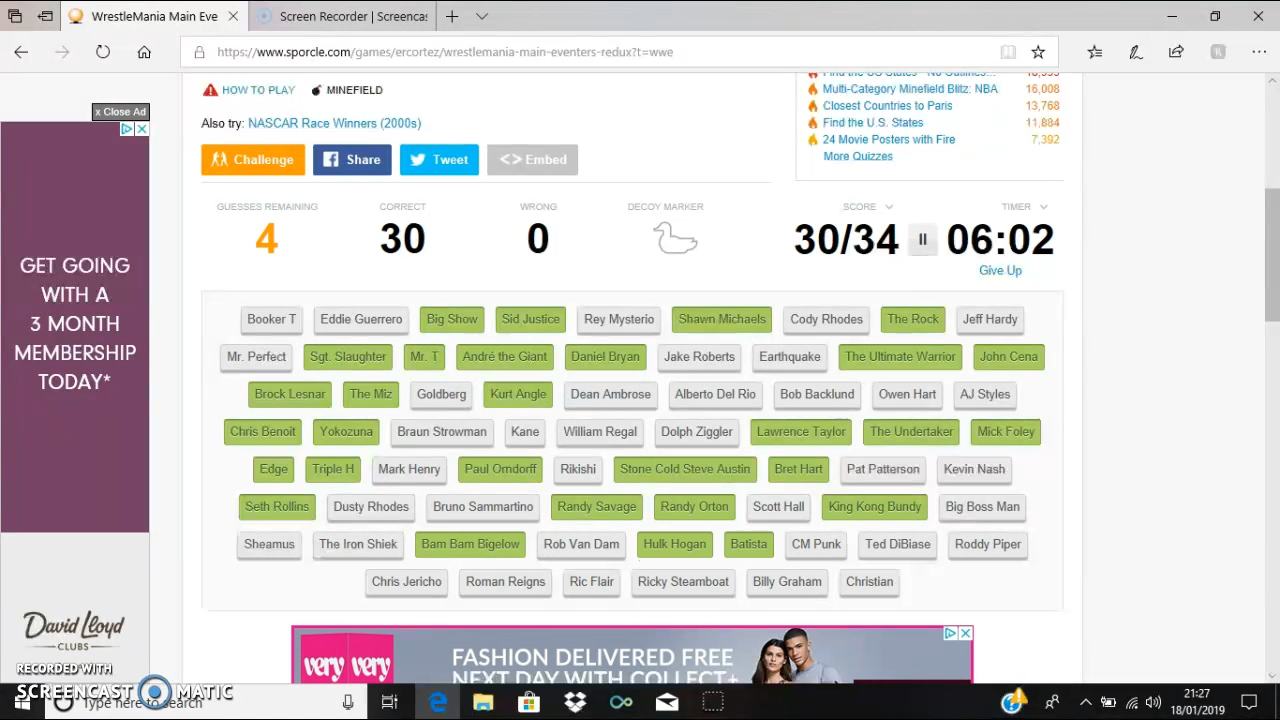 WrestleMania Main Eve
Screen Recorder | Screencas
https://www.sporcle.com/games/ercortez/wrestlemania-main-eventers-redux?t=wwe
x Close Ad
GET GOING
WITH A
3 MONTH
MEMBERSHIP
TODAY*
David Lloyd
CLUBS
HOW TO PLAY
MINEFIELD
Also try: NASCAR Race Winners (2000s)
Challenge
Share
Tweet
<> Embed
Multi-Category Minefield Blitz: NBA 16,008
Closest Countries to Paris 13,768
Find the U.S. States 11,884
24 Movie Posters with Fire 7,392
More Quizzes
GUESSES REMAINING CORRECT WRONG DECOY MARKER SCORE TIMER
4 30 0 30/34 06:02
Give Up
Booker T Eddie Guerrero Big Show Sid Justice Rey Mysterio Shawn Michaels Cody Rhodes The Rock Jeff Hardy
Mr. Perfect Sgt. Slaughter Mr. T André the Giant Daniel Bryan Jake Roberts Earthquake The Ultimate Warrior John Cena
Brock Lesnar The Miz Goldberg Kurt Angle Dean Ambrose Alberto Del Rio Bob Backlund Owen Hart AJ Styles
Chris Benoit Yokozuna Braun Strowman Kane William Regal Dolph Ziggler Lawrence Taylor The Undertaker Mick Foley
Edge Triple H Mark Henry Paul Orndorff Rikishi Stone Cold Steve Austin Bret Hart Pat Patterson Kevin Nash
Seth Rollins Dusty Rhodes Bruno Sammartino Randy Savage Randy Orton Scott Hall King Kong Bundy Big Boss Man
Sheamus The Iron Shiek Bam Bam Bigelow Rob Van Dam Hulk Hogan Batista CM Punk Ted DiBiase Roddy Piper
Chris Jericho Roman Reigns Ric Flair Ricky Steamboat Billy Graham Christian
very very
FASHION DELIVERED FREE
NEXT DAY WITH COLLECT+
RECORDED WITH
SCREENCAST MATIC
Type here to search
21:27
18/01/2019